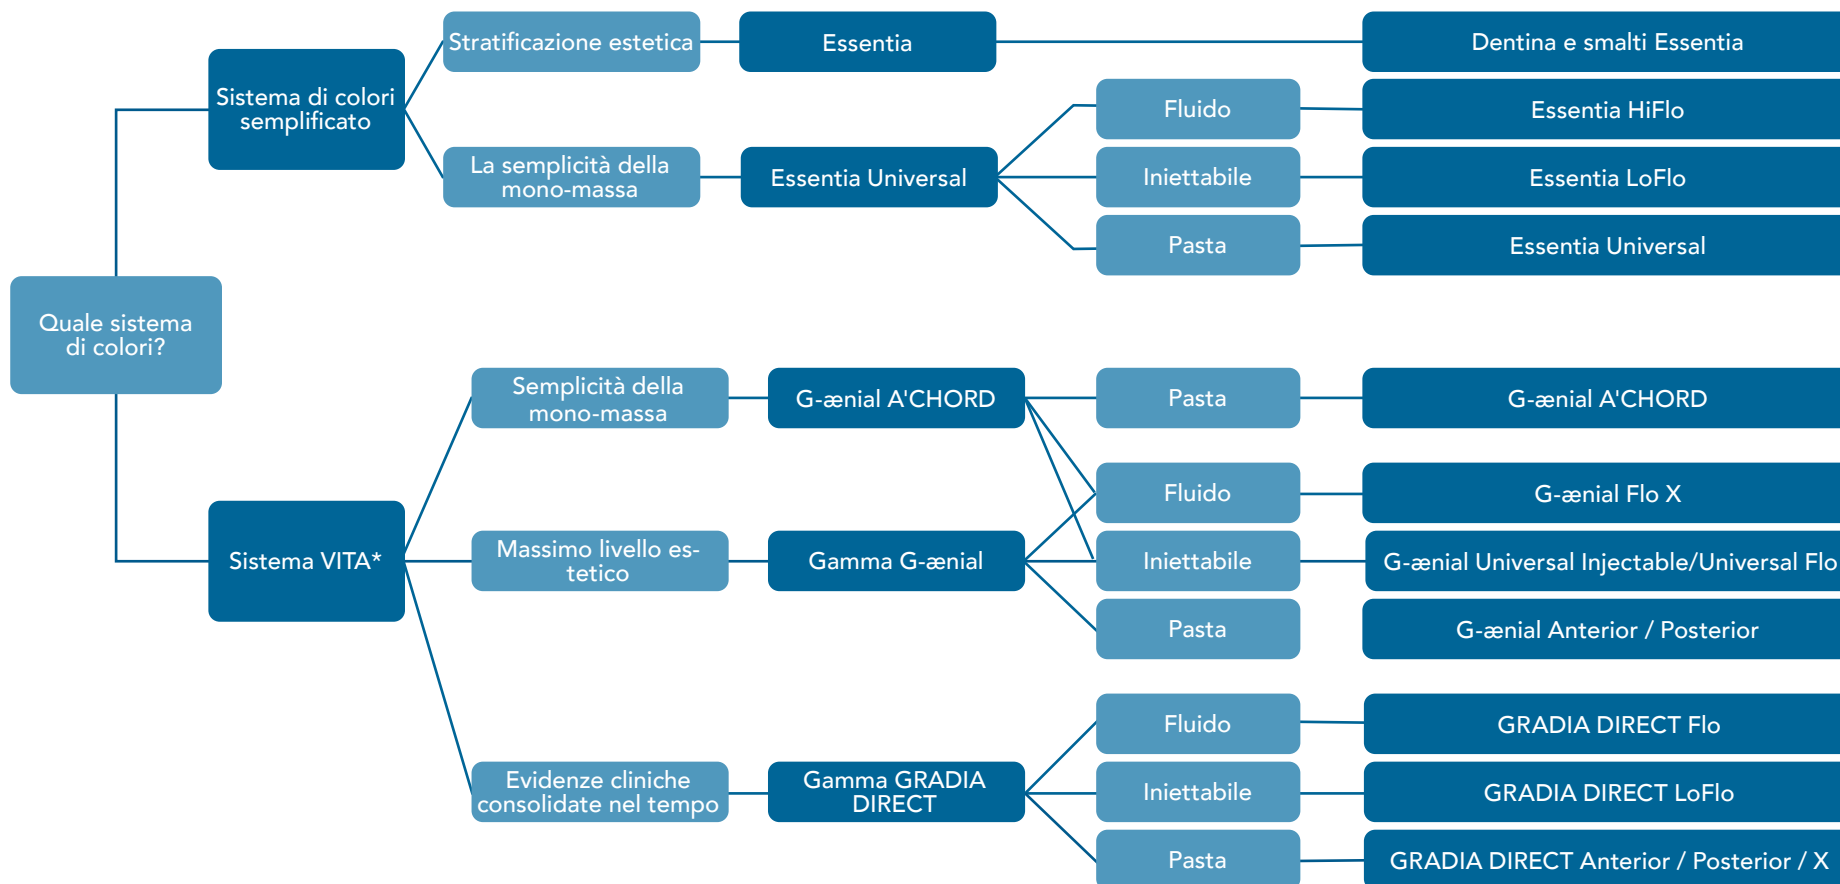 Stratificazione estetica
Essentia
Dentina e smalti Essentia
Sistema di colori
semplificato
Fluido
Essentia HiFlo
La semplicità della
mono-massa
Essentia Universal
Iniettabile
Essentia LoFlo
Pasta
Essentia Universal
Quale sistema
di colori?
Semplicità della
mono-massa
G-ænial A'CHORD
Pasta
G-ænial A'CHORD
Fluido
G-ænial Flo X
Sistema VITA*
Massimo livello es-
tetico
Gamma G-ænial
Iniettabile
G-ænial Universal Injectable/Universal Flo
Pasta
G-ænial Anterior / Posterior
Fluido
GRADIA DIRECT Flo
Evidenze cliniche
consolidate nel tempo
Gamma GRADIA
DIRECT
Iniettabile
GRADIA DIRECT LoFlo
Pasta
GRADIA DIRECT Anterior / Posterior / X